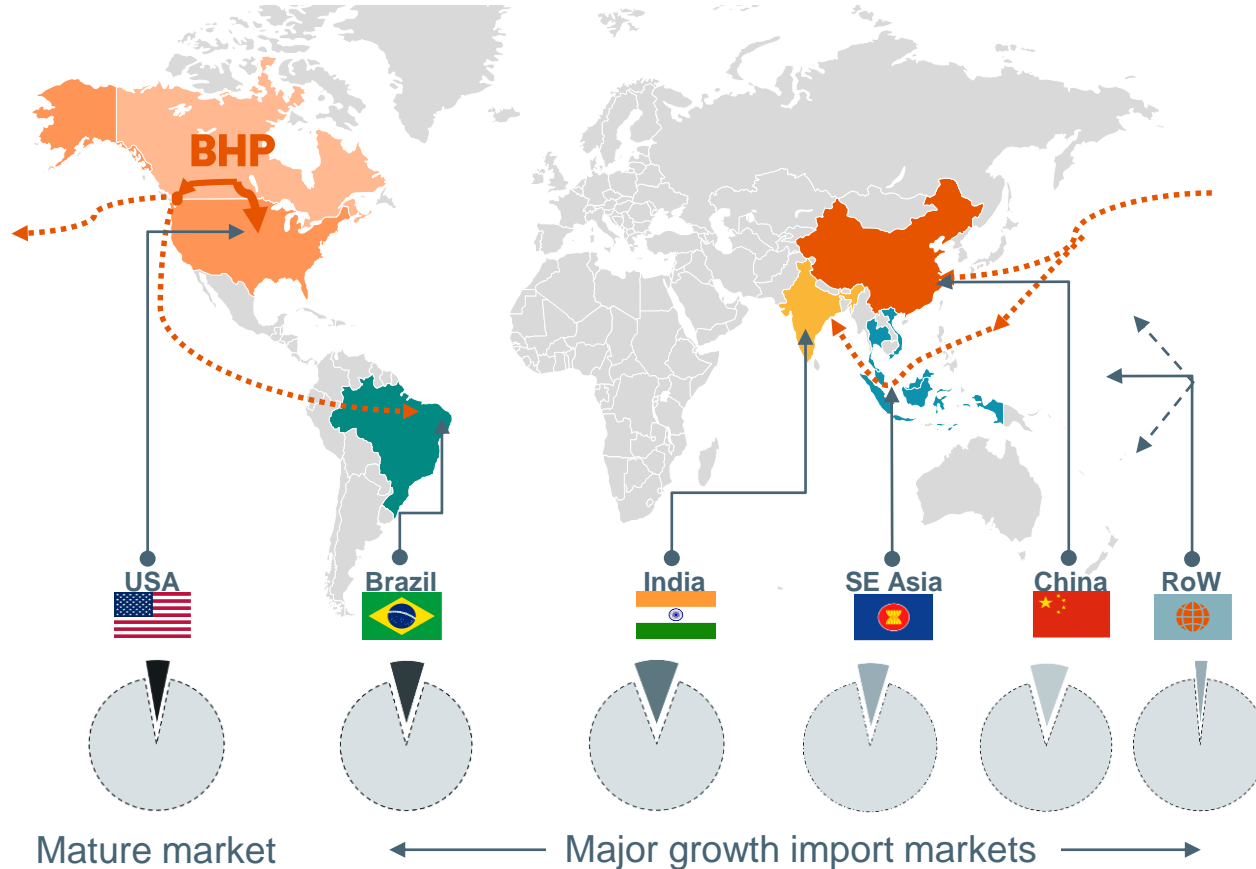 BHP
USA
Brazil
India
SE Asia
China
RoW
Mature market
Major growth import markets